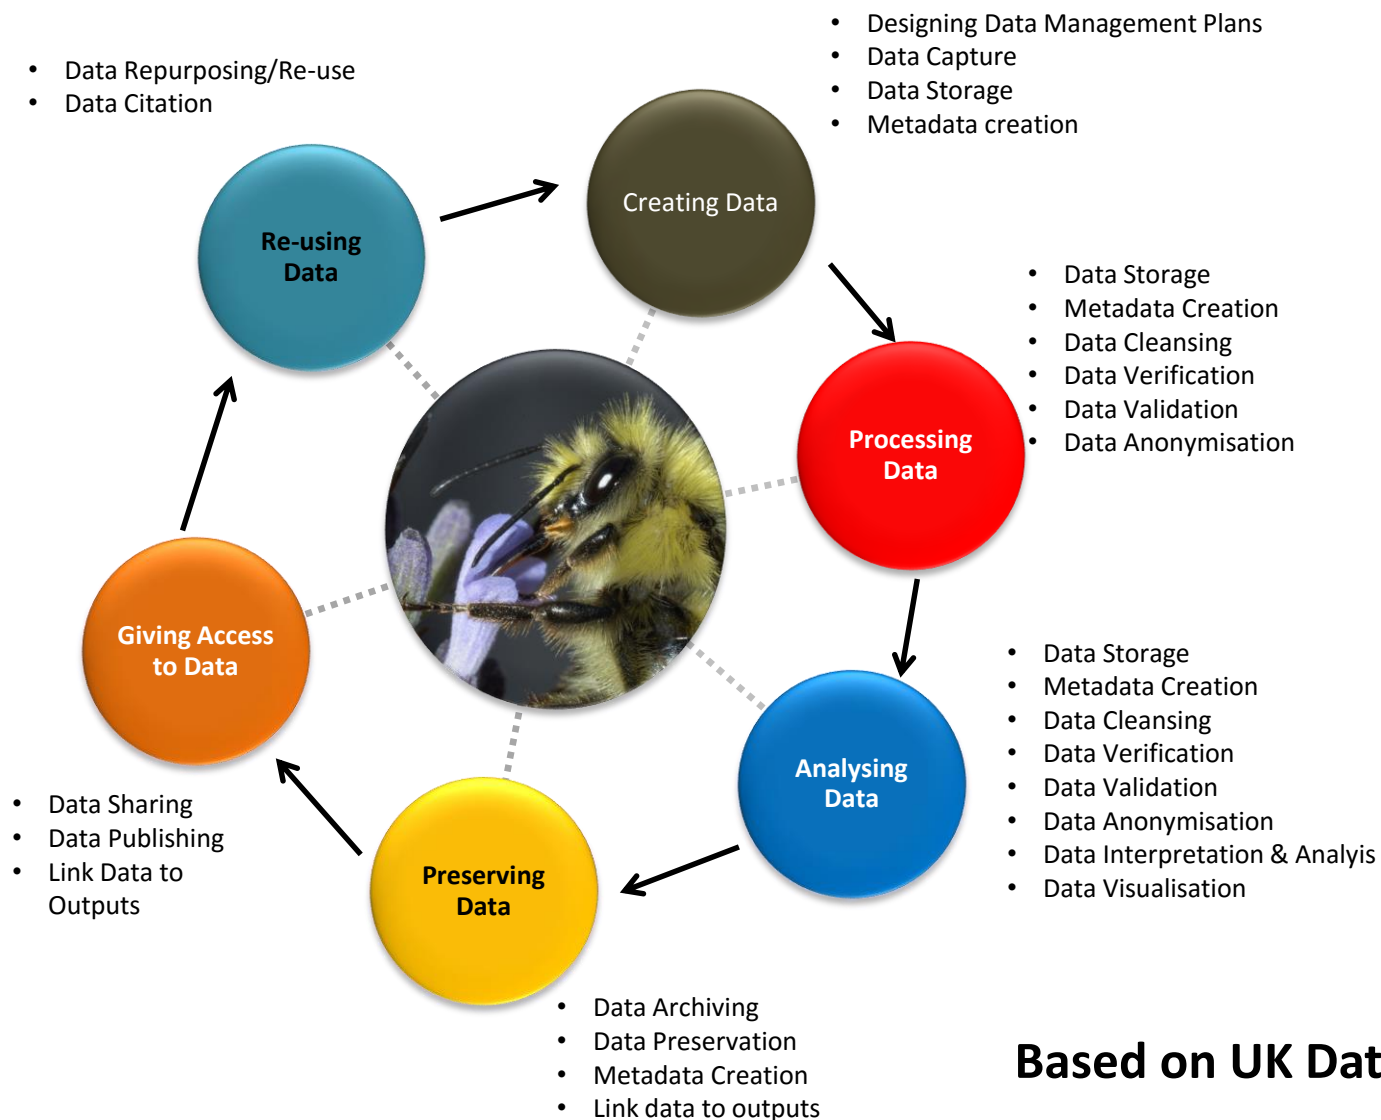 • Data Repurposing/Re-use
• Data Citation
• Designing Data Management Plans
• Data Capture
• Data Storage
• Metadata creation
Creating Data
Re-using
Data
• Data Storage
• Metadata Creation
• Data Cleansing
• Data Verification
• Data Validation
• Data Anonymisation
Processing
Data
Giving Access
to Data
• Data Storage
• Metadata Creation
• Data Cleansing
• Data Verification
• Data Validation
• Data Anonymisation
• Data Interpretation & Analyis
• Data Visualisation
Analysing
Data
• Data Sharing
• Data Publishing
• Link Data to
Outputs
Preserving
Data
• Data Archiving
• Data Preservation
• Metadata Creation
• Link data to outputs
Based on UK Dat